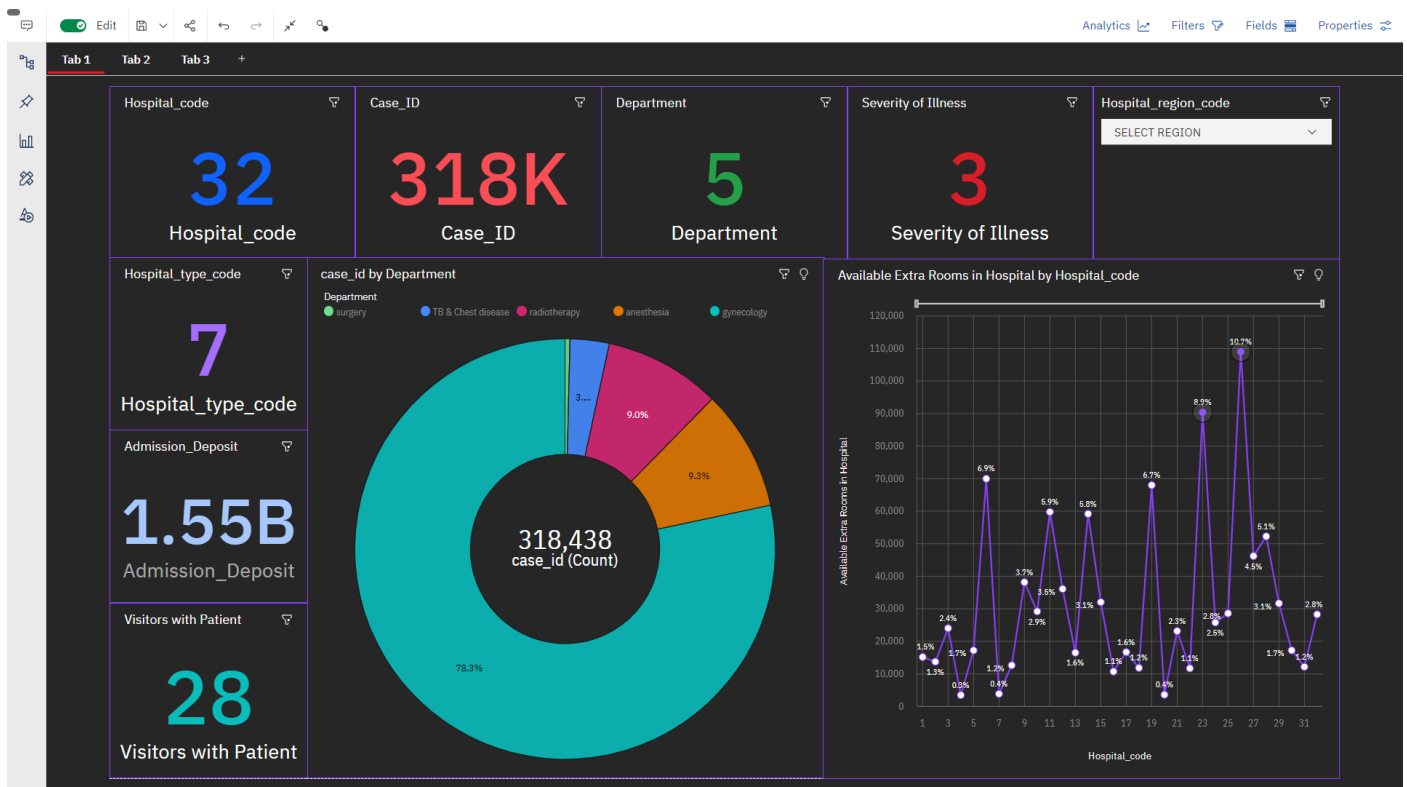 Edit
Analytics
Filters
Fields
Properties
Tab 1
Tab 2
Tab 3
+
Hospital_code
32
Hospital_code
Case_ID
318K
Case_ID
Department
5
Department
Severity of Illness
3
Severity of Illness
Hospital_region_code
SELECT REGION
Hospital_type_code
7
Hospital_type_code
Admission_Deposit
1.55B
Admission_Deposit
Visitors with Patient
28
Visitors with Patient
case_id by Department
Department
surgery
TB & Chest disease
radiotherapy
anesthesia
gynecology
3....
9.0%
9.3%
78.3%
318,438
case_id (Count)
Available Extra Rooms in Hospital by Hospital_code
Available Extra Rooms in Hospital
120,000
110,000
100,000
90,000
80,000
70,000
60,000
50,000
40,000
30,000
20,000
10,000
0
1.5%
1.3%
2.4%
0.3%
1.7%
6.9%
0.4%
1.2%
3.7%
2.9%
5.9%
3.5%
1.6%
5.8%
3.1%
1.1%
1.6%
1.2%
6.7%
0.4%
2.3%
1.1%
8.9%
2.5%
2.8%
10.7%
4.5%
5.1%
3.1%
1.7%
1.2%
2.8%
1 3 5 7 9 11 13 15 17 19 21 23 25 27 29 31
Hospital_code